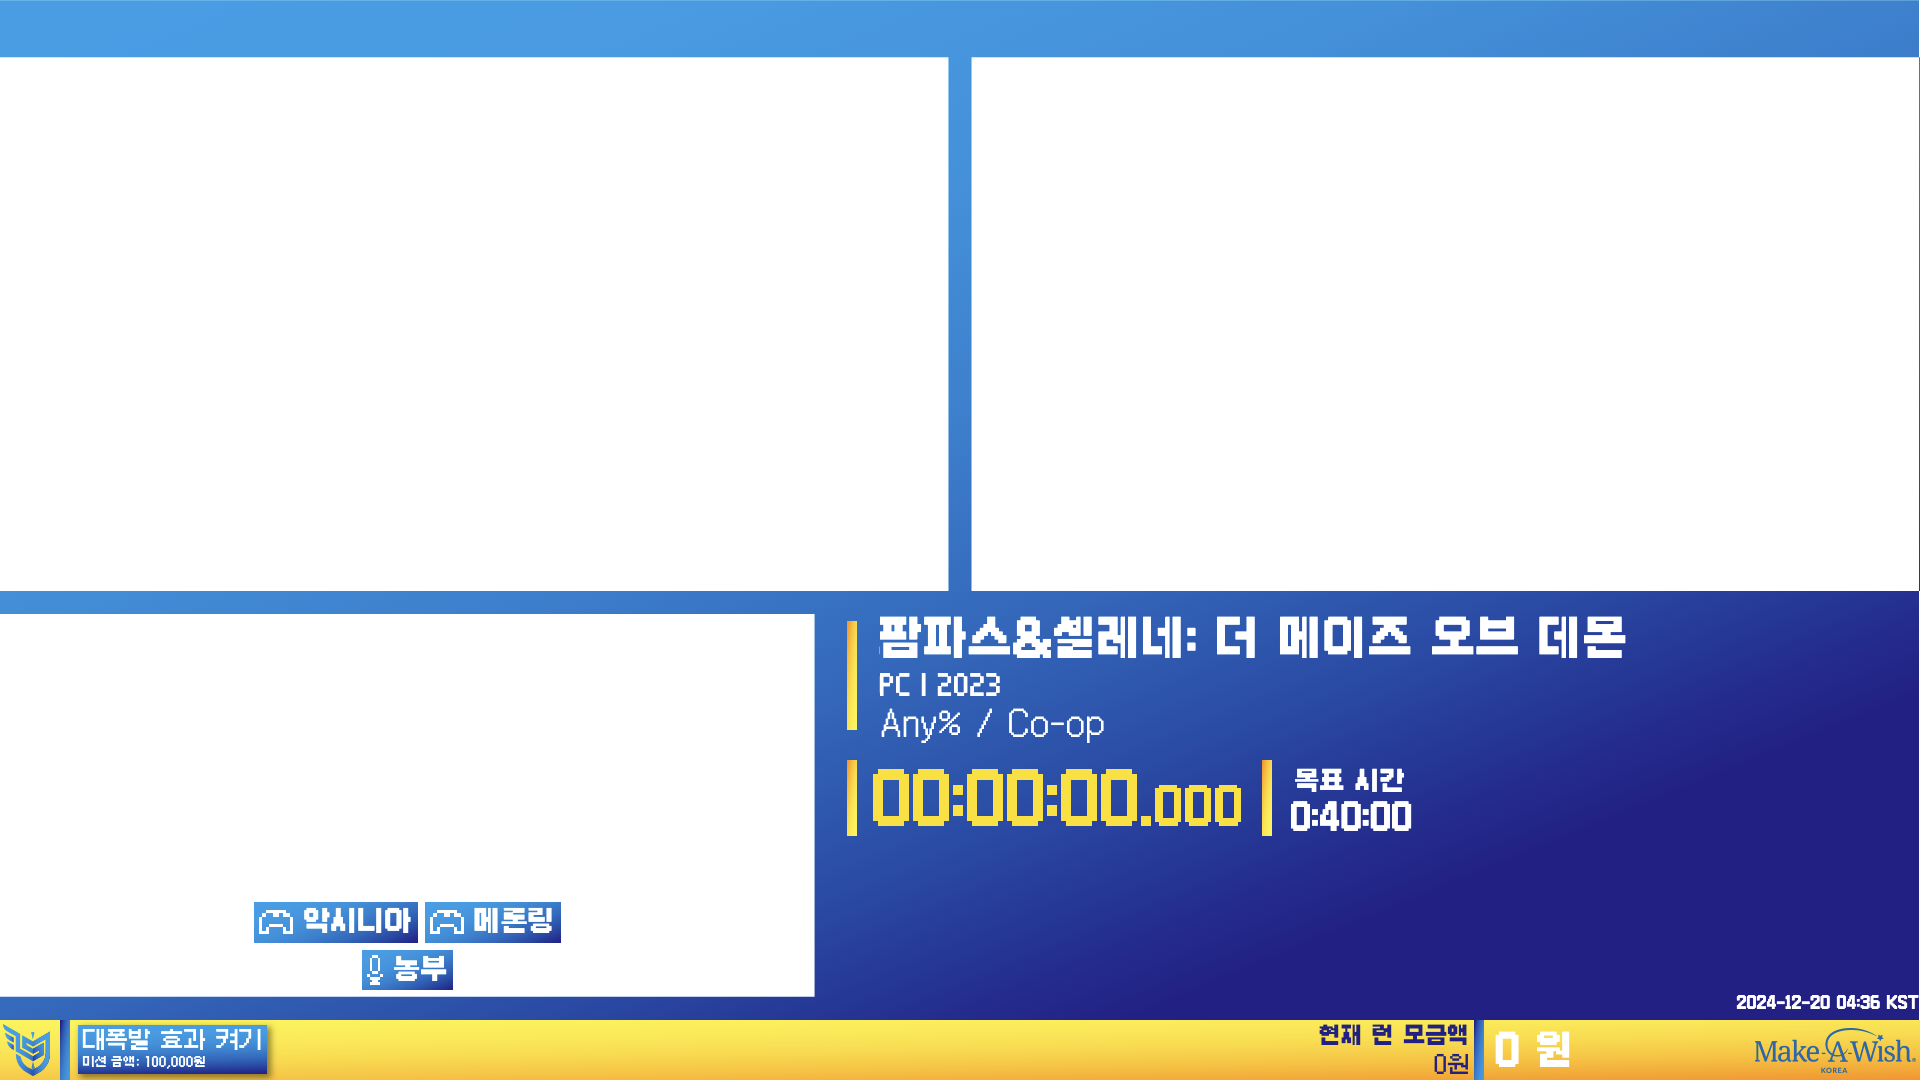 팜파스&셀레네: 더 메이즈 오브 데몬
PC | 2023
Any% / Co-op
00:00:00.000
목표 시간
0:40:00
악시니아
메론링
농부
2024-12-20 04:36 KST
대폭발 효과 켜기
미션 금액: 100,000원
현재 런 모금액
0원
0 원
Make-A-Wish.
KOREA